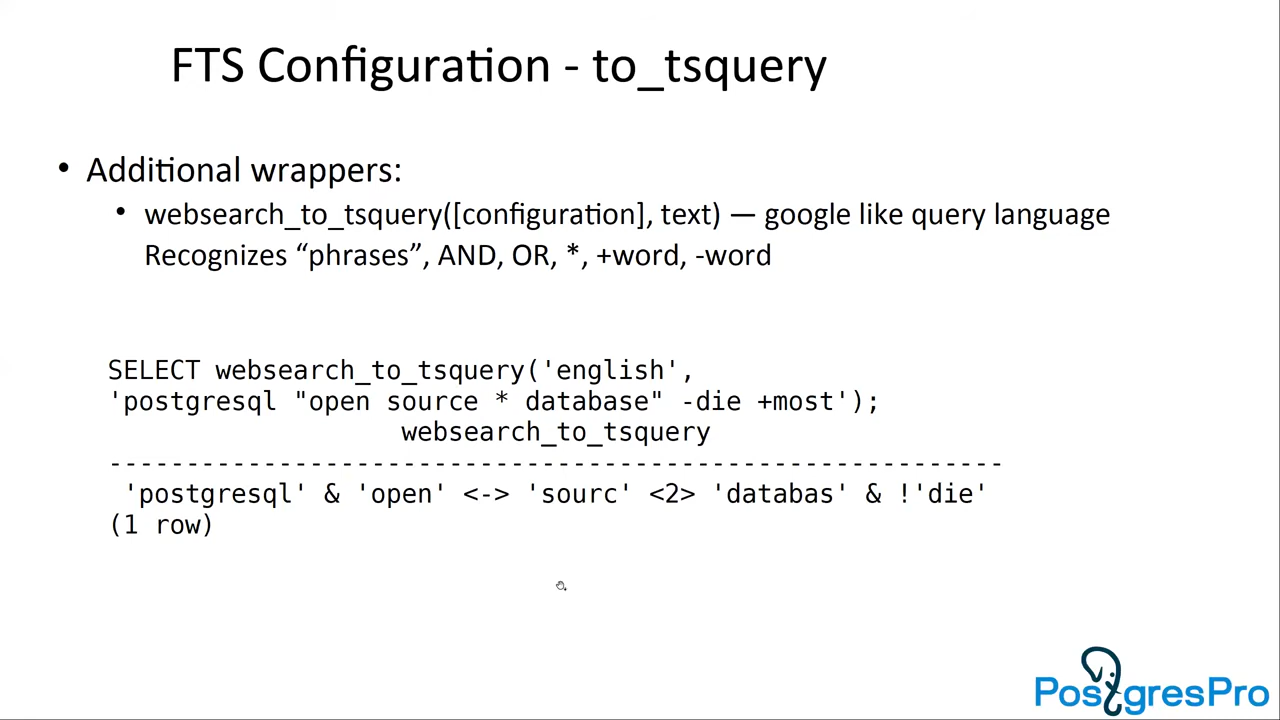 FTS Configuration - to_tsquery
• Additional wrappers:
• websearch_to_tsquery([configuration], text) — google like query language
Recognizes “phrases”, AND, OR, *, +word, -word
SELECT websearch_to_tsquery('english',
'postgresql "open source * database" -die +most');
websearch_to_tsquery
----------------------------------------------------------
'postgresql' & 'open' <-> 'sourc' <2> 'databas' & !'die'
(1 row)
PostgresPro